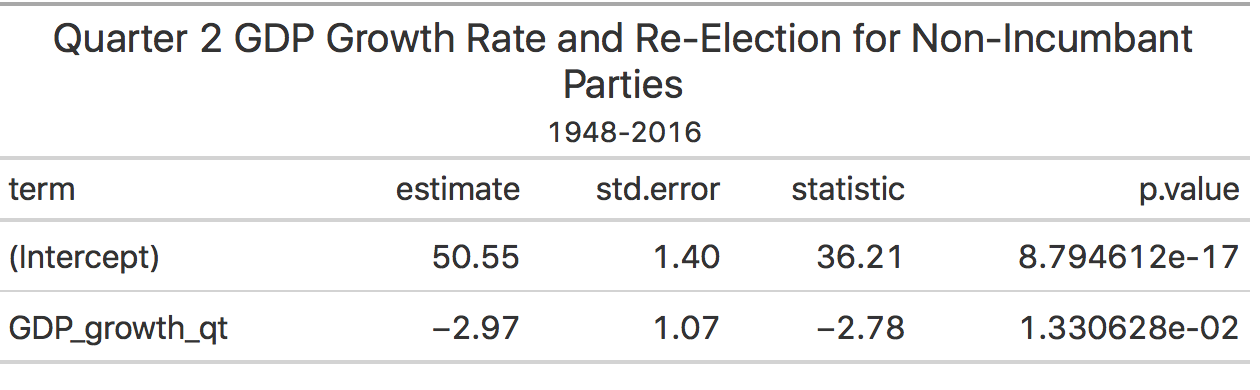 Quarter 2 GDP Growth Rate and Re-Election for Non-Incumbant
Parties
1948-2016
term estimate std.error statistic p.value
(Intercept) 50.55 1.40 36.21 8.794612e-17
GDP_growth_qt −2.97 1.07 −2.78 1.330628e-02